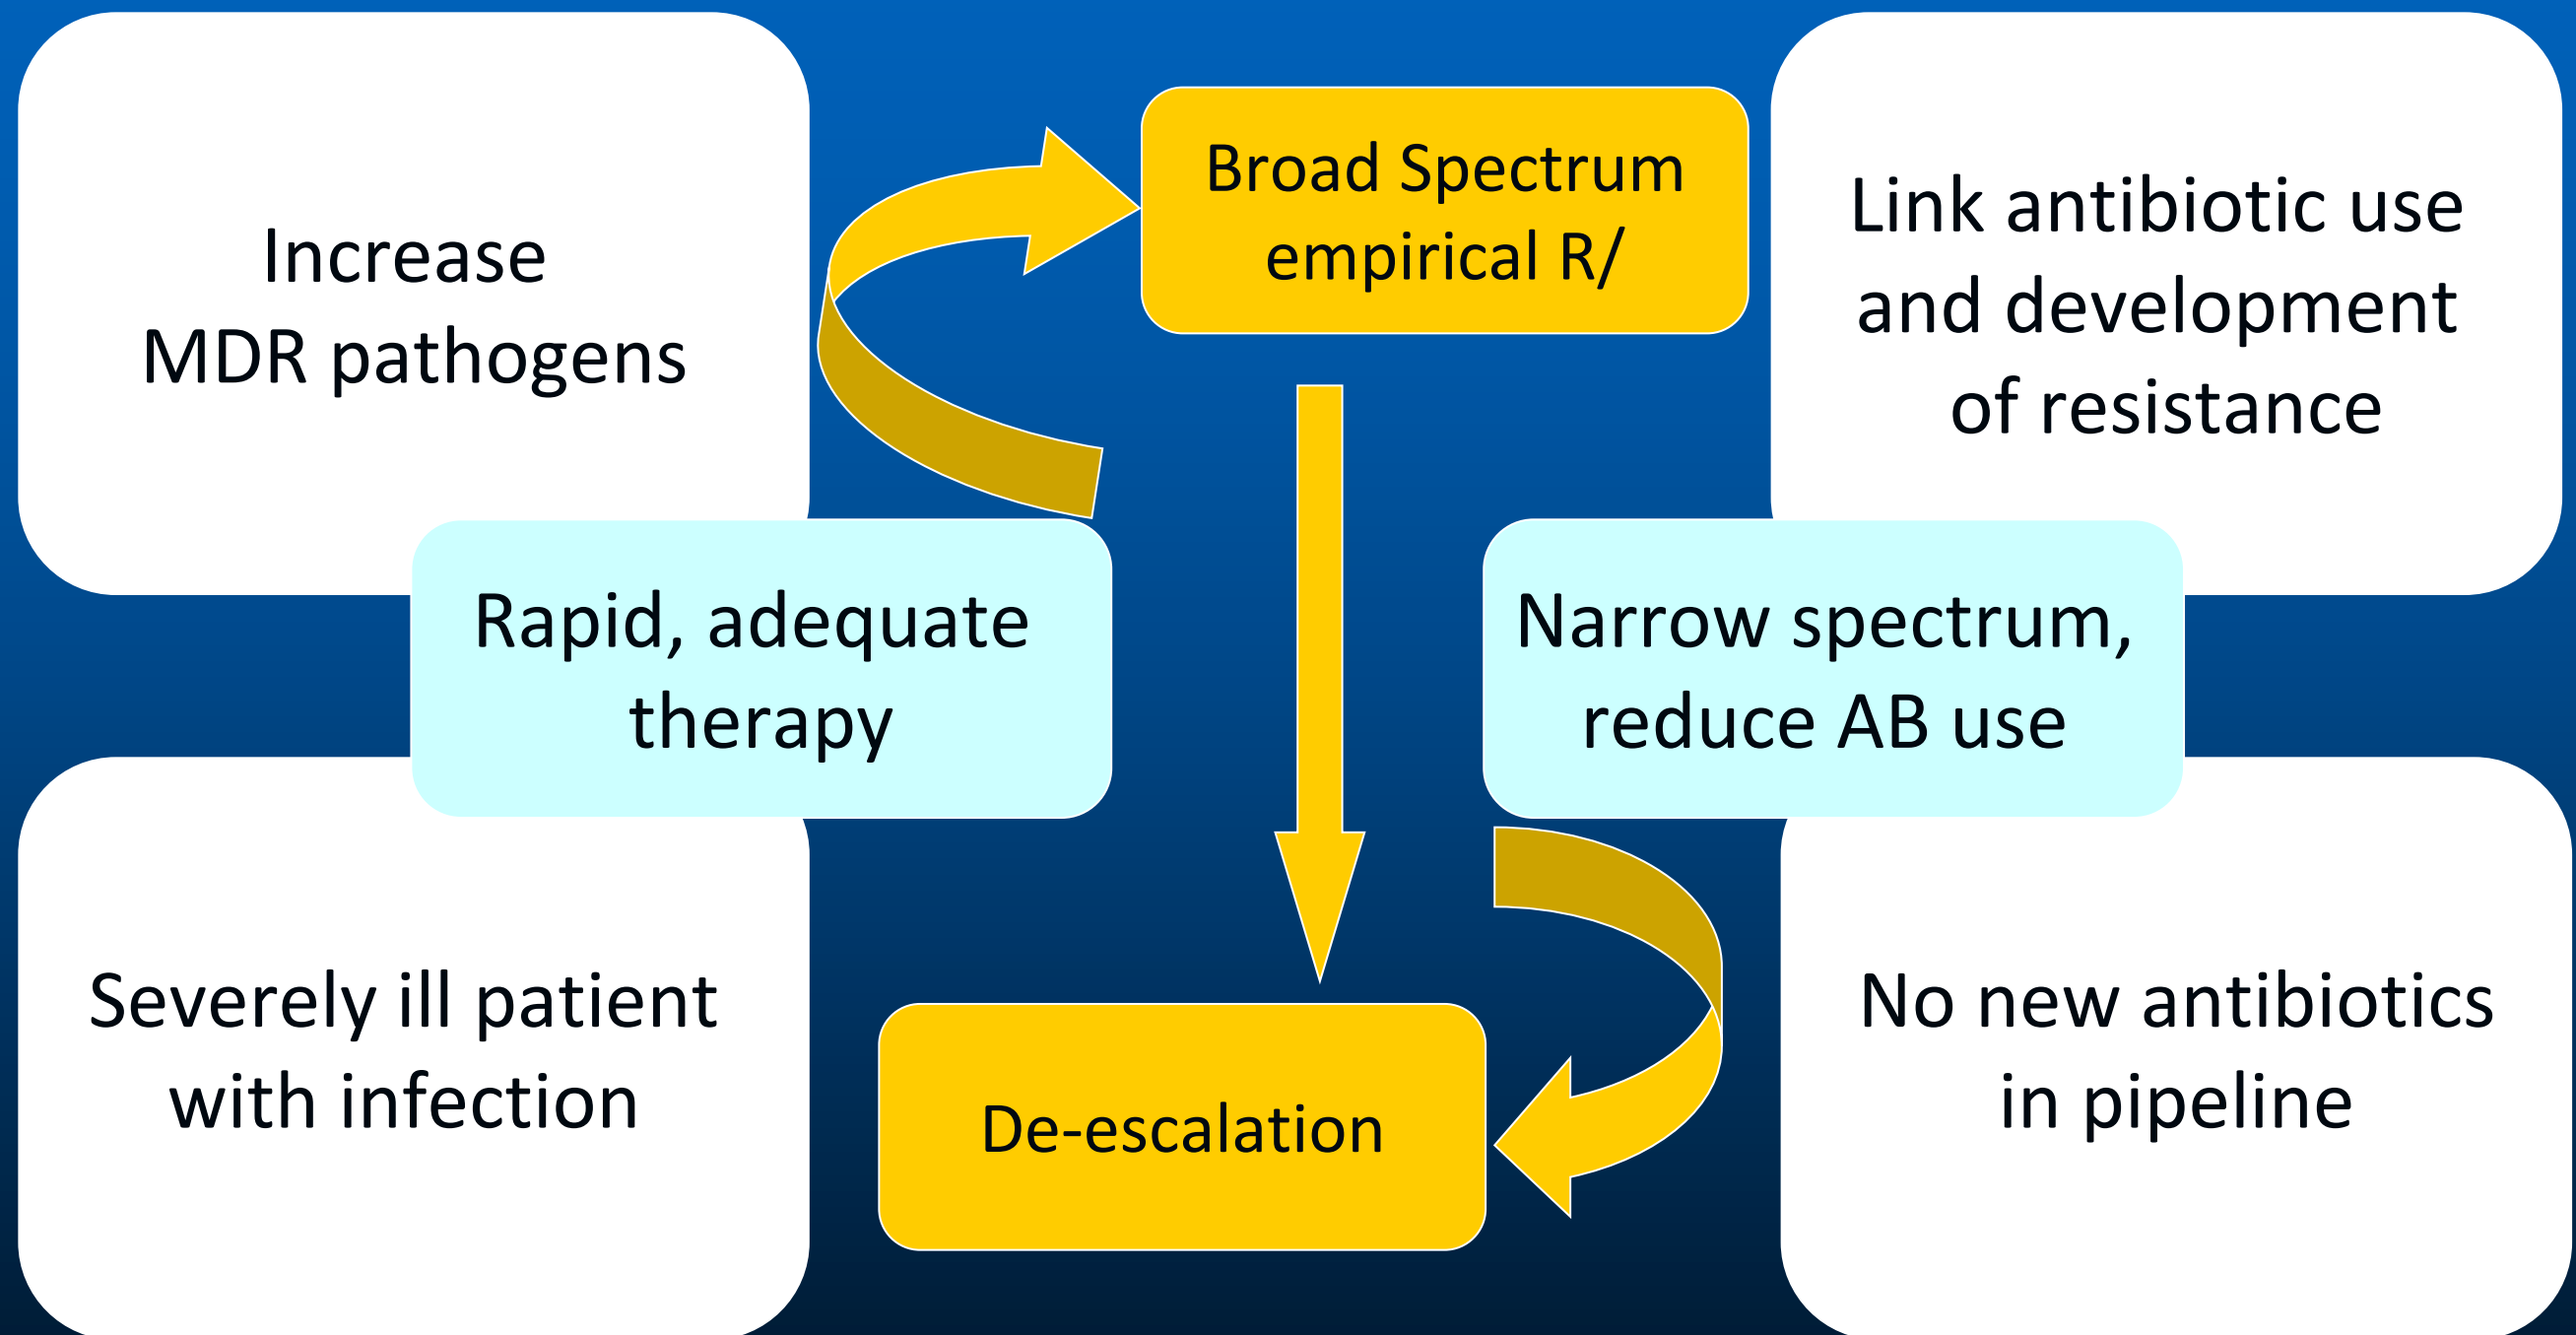 Increase
MDR pathogens
Broad Spectrum
empirical R/
Link antibiotic use
and development
of resistance
Rapid, adequate
therapy
Narrow spectrum,
reduce AB use
Severely ill patient
with infection
De-escalation
No new antibiotics
in pipeline